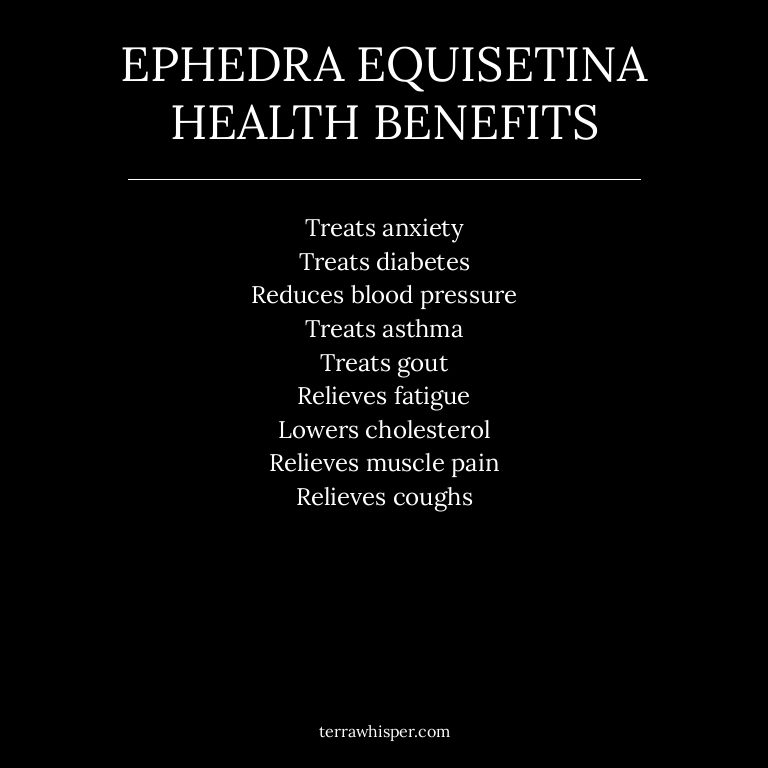 EPHEDRA EQUISETINA
HEALTH BENEFITS
Treats anxiety
Treats diabetes
Reduces blood pressure
Treats asthma
Treats gout
Relieves fatigue
Lowers cholesterol
Relieves muscle pain
Relieves coughs
terrawhisper.com